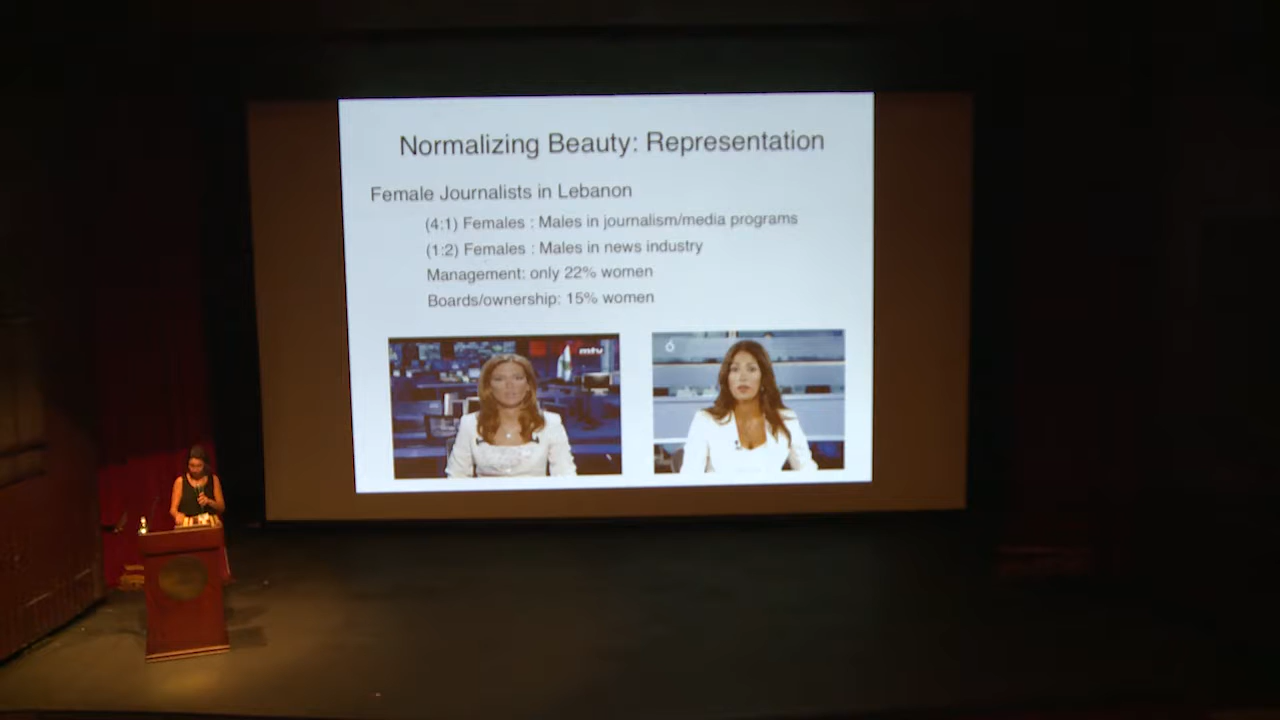 Normalizing Beauty: Representation
Female Journalists in Lebanon
(4:1) Females : Males in journalism/media programs
(1:2) Females : Males in news industry
Management: only 22% women
Boards/ownership: 15% women
mtv
6